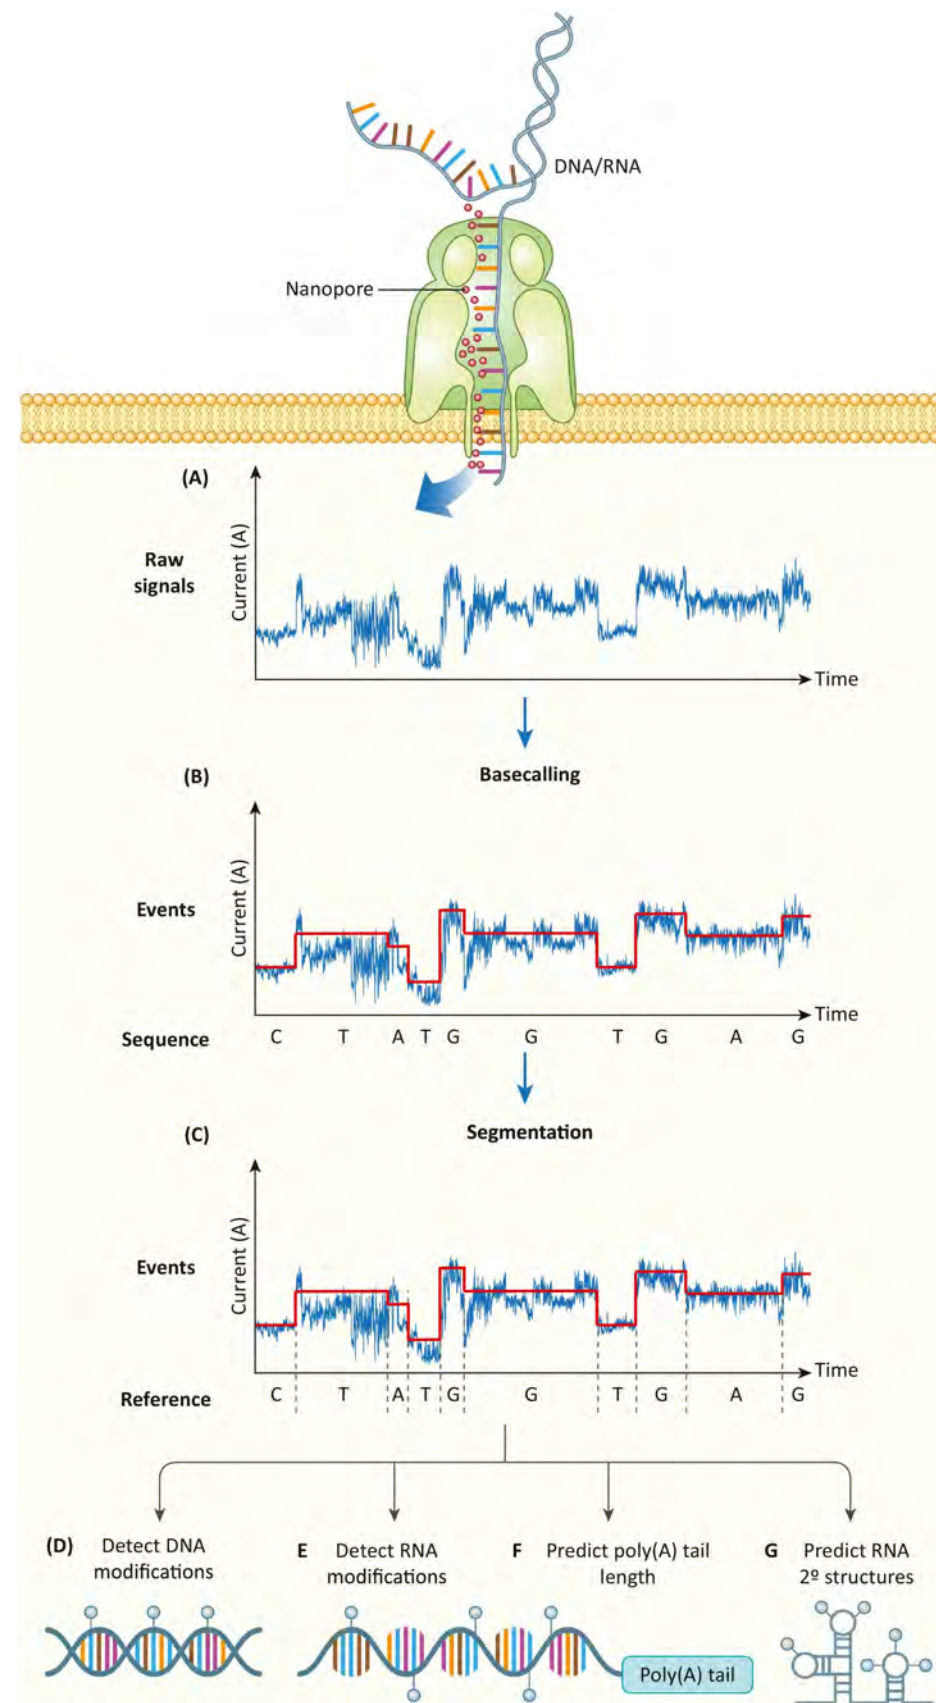 DNA/RNA
Nanopore
(A)
Raw
signals
Current (A)
Time
Basecalling
(B)
Events
Current (A)
Time
Sequence C T A T G G T G A G
Segmentation
(C)
Events
Current (A)
Time
Reference C T A T G G T G A G
(D) Detect DNA
modifications
E Detect RNA
modifications
F Predict poly(A) tail
length
G Predict RNA
2º structures
Poly(A) tail